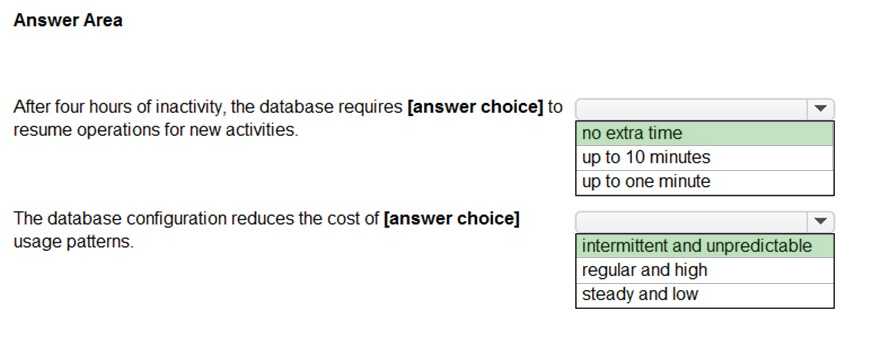 Answer Area
After four hours of inactivity, the database requires [answer choice] to
resume operations for new activities.
no extra time
up to 10 minutes
up to one minute
The database configuration reduces the cost of [answer choice]
usage patterns.
intermittent and unpredictable
regular and high
steady and low